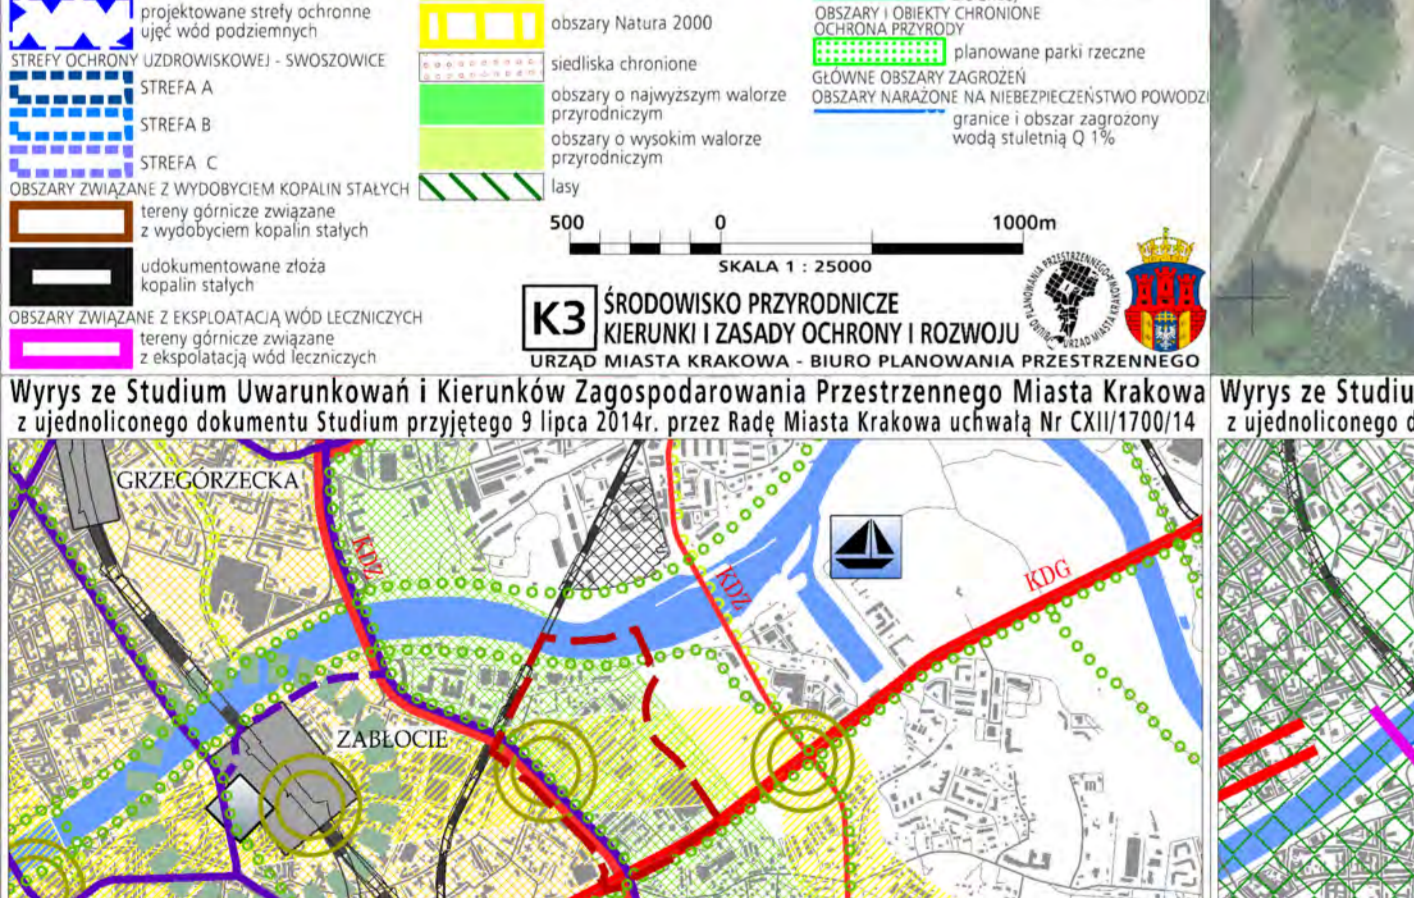 projektowane strefy ochronne
ujęć wód podziemnych
STREFY OCHRONY UZDROWISKOWEJ - SWOSZOWICE
STREFA A
STREFA B
STREFA C
OBSZARY ZWIĄZANE Z WYDOBYCIEM KOPALIN STAŁYCH
tereny górnicze związane
z wydobyciem kopalin stałych
udokumentowane złoża
kopalin stałych
OBSZARY ZWIĄZANE Z EKSPLOATACJĄ WÓD LECZNICZYCH
tereny górnicze związane
z ekspolatacją wód leczniczych
obszary Natura 2000
siedliska chronione
obszary o najwyższym walorze
przyrodniczym
obszary o wysokim walorze
przyrodniczym
lasy
OBSZARY I OBIEKTY CHRONIONE
OCHRONA PRZYRODY
planowane parki rzeczne
GŁÓWNE OBSZARY ZAGROŻEŃ
OBSZARY NARAŻONE NA NIEBEZPIECZEŃSTWO POWODZI
granice i obszar zagrożony
wodą stuletnią Q 1%
500 0 1000m
SKALA 1 : 25000
K3
ŚRODOWISKO PRZYRODNICZE
KIERUNKI I ZASADY OCHRONY I ROZWOJU
URZĄD MIASTA KRAKOWA - BIURO PLANOWANIA PRZESTRZENNEGO
Wyrys ze Studium Uwarunkowań i Kierunków Zagospodarowania Przestrzennego Miasta Krakowa
z ujednoliconego dokumentu Studium przyjętego 9 lipca 2014r. przez Radę Miasta Krakowa uchwałą Nr CXII/1700/14
Wyrys ze Studiu
z ujednoliconego d
GRZEGÓRZECKA
KDZ
KDZ
KDG
ZABŁOCIE